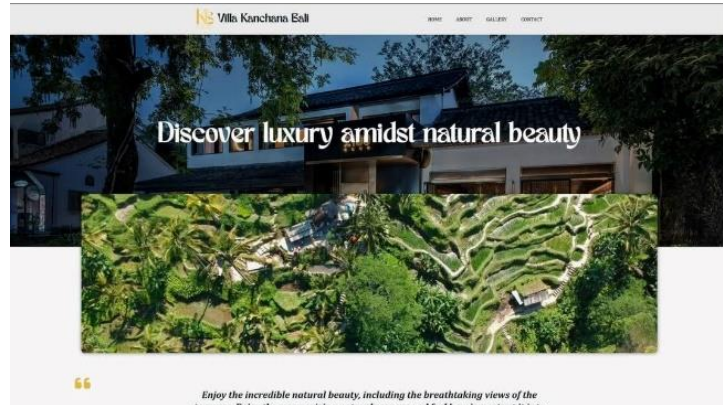 Villa Kanchana Bali
HOME ABOUT GALLERY CONTACT
Discover luxury amidst natural beauty
Enjoy the incredible natural beauty, including the breathtaking views of the